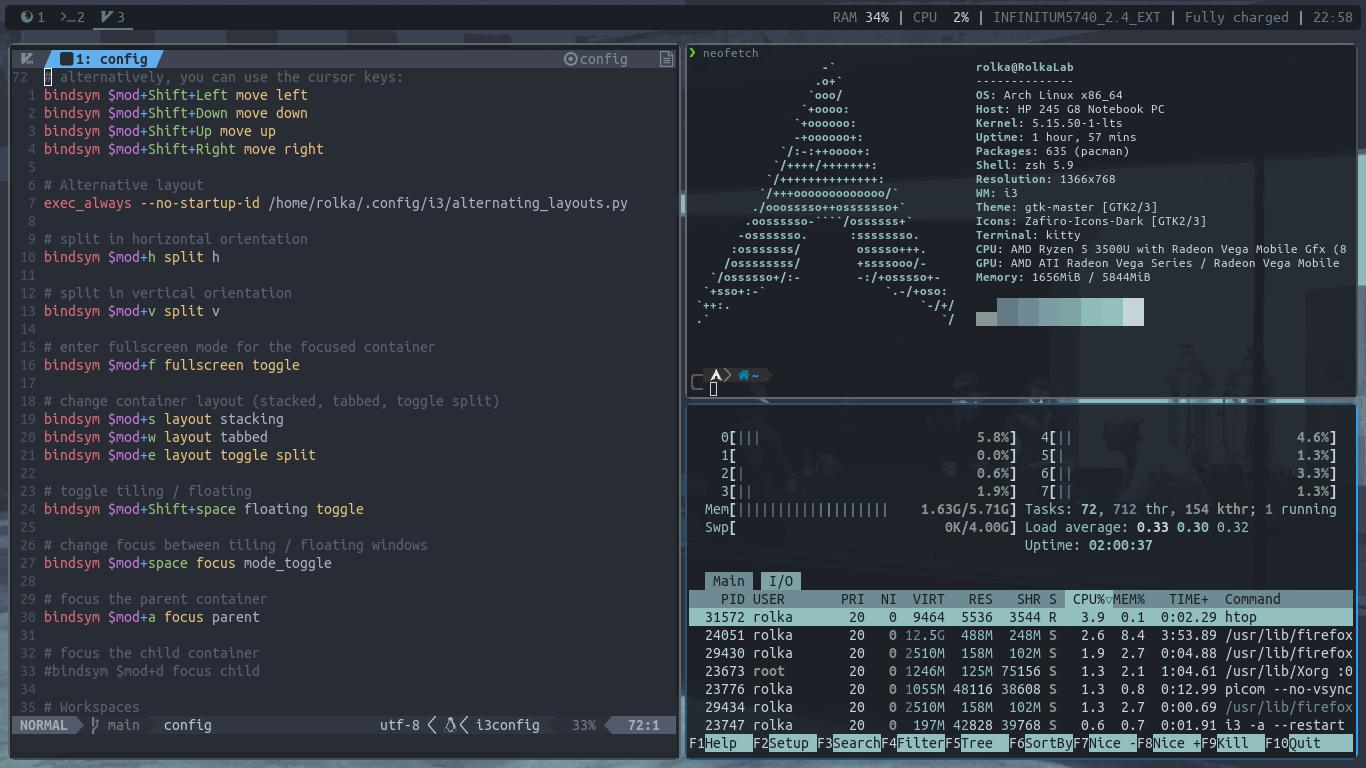 1 2 3 RAM 34% | CPU 2% | INFINITUM5740_2.4_EXT | Fully charged | 22:58
1: config config
72 # alternatively, you can use the cursor keys:
1 bindsym $mod+Shift+Left move left
2 bindsym $mod+Shift+Down move down
3 bindsym $mod+Shift+Up move up
4 bindsym $mod+Shift+Right move right
5
6 # Alternative layout
7 exec_always --no-startup-id /home/rolka/.config/i3/alternating_layouts.py
8
9 # split in horizontal orientation
10 bindsym $mod+h split h
11
12 # split in vertical orientation
13 bindsym $mod+v split v
14
15 # enter fullscreen mode for the focused container
16 bindsym $mod+f fullscreen toggle
17
18 # change container layout (stacked, tabbed, toggle split)
19 bindsym $mod+s layout stacking
20 bindsym $mod+w layout tabbed
21 bindsym $mod+e layout toggle split
22
23 # toggle tiling / floating
24 bindsym $mod+Shift+space floating toggle
25
26 # change focus between tiling / floating windows
27 bindsym $mod+space focus mode_toggle
28
29 # focus the parent container
30 bindsym $mod+a focus parent
31
32 # focus the child container
33 #bindsym $mod+d focus child
34
35 # Workspaces
NORMAL main config utf-8 i3config 33% 72:1
❯ neofetch
rolka@RolkaLab
--------------
OS: Arch Linux x86_64
Host: HP 245 G8 Notebook PC
Kernel: 5.15.50-1-lts
Uptime: 1 hour, 57 mins
Packages: 635 (pacman)
Shell: zsh 5.9
Resolution: 1366x768
WM: i3
Theme: gtk-master [GTK2/3]
Icons: Zafiro-Icons-Dark [GTK2/3]
Terminal: kitty
CPU: AMD Ryzen 5 3500U with Radeon Vega Mobile Gfx (8
GPU: AMD ATI Radeon Vega Series / Radeon Vega Mobile
Memory: 1656MiB / 5844MiB
~
0[||| 5.8%] 4[|| 4.6%]
1[ 0.0%] 5[| 1.3%]
2[| 0.6%] 6[|| 3.3%]
3[|| 1.9%] 7[|| 1.3%]
Mem[||||||||||||||||||| 1.63G/5.71G] Tasks: 72, 712 thr, 154 kthr; 1 running
Swp[ 0K/4.00G] Load average: 0.33 0.30 0.32
Uptime: 02:00:37
Main I/O
PID USER PRI NI VIRT RES SHR S CPU%▽MEM% TIME+ Command
31572 rolka 20 0 9464 5536 3544 R 3.9 0.1 0:02.29 htop
24051 rolka 20 0 12.5G 488M 248M S 2.6 8.4 3:53.89 /usr/lib/firefox
29430 rolka 20 0 2510M 158M 102M S 1.9 2.7 0:04.88 /usr/lib/firefox
23673 root 20 0 1246M 125M 75156 S 1.3 2.1 1:04.61 /usr/lib/Xorg :0
23776 rolka 20 0 1055M 48116 38608 S 1.3 0.8 0:12.99 picom --no-vsync
29434 rolka 20 0 2510M 158M 102M S 1.3 2.7 0:00.69 /usr/lib/firefox
23747 rolka 20 0 197M 42828 39768 S 0.6 0.7 0:01.91 i3 -a --restart
F1Help F2Setup F3SearchF4FilterF5Tree F6SortByF7Nice -F8Nice +F9Kill F10Quit